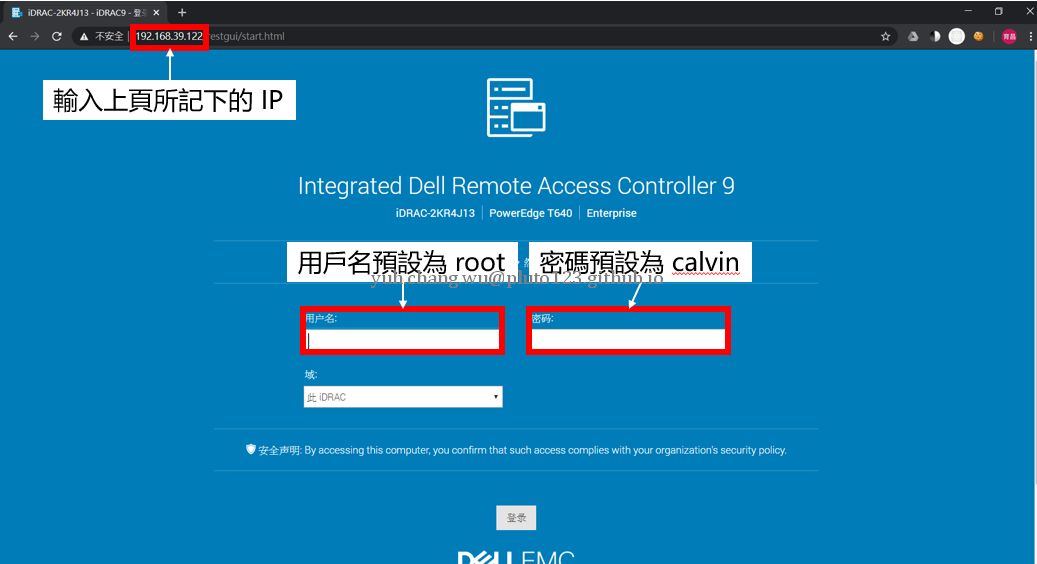 iDRAC-2KR4J13 - iDRAC9 - 登录
不安全 | 192.168.39.122/restgui/start.html
輸入上頁所記下的 IP
Integrated Dell Remote Access Controller 9
iDRAC-2KR4J13 | PowerEdge T640 | Enterprise
用戶名預設為 root
密碼預設為 calvin
yuh.chang.wu@pluto123.github.io
用户名:
密码:
域:
此 iDRAC
安全声明: By accessing this computer, you confirm that such access complies with your organization's security policy.
登录
DELL EMC